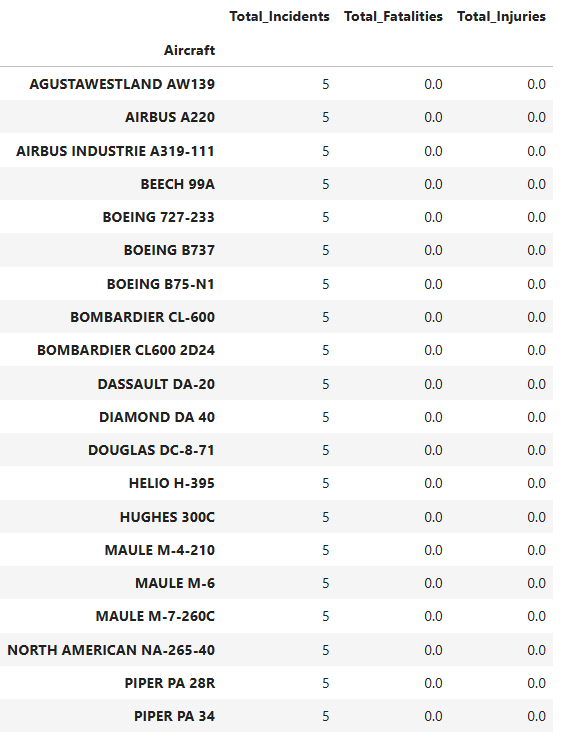 Total_Incidents Total_Fatalities Total_Injuries
Aircraft
AGUSTAWESTLAND AW139 5 0.0 0.0
AIRBUS A220 5 0.0 0.0
AIRBUS INDUSTRIE A319-111 5 0.0 0.0
BEECH 99A 5 0.0 0.0
BOEING 727-233 5 0.0 0.0
BOEING B737 5 0.0 0.0
BOEING B75-N1 5 0.0 0.0
BOMBARDIER CL-600 5 0.0 0.0
BOMBARDIER CL600 2D24 5 0.0 0.0
DASSAULT DA-20 5 0.0 0.0
DIAMOND DA 40 5 0.0 0.0
DOUGLAS DC-8-71 5 0.0 0.0
HELIO H-395 5 0.0 0.0
HUGHES 300C 5 0.0 0.0
MAULE M-4-210 5 0.0 0.0
MAULE M-6 5 0.0 0.0
MAULE M-7-260C 5 0.0 0.0
NORTH AMERICAN NA-265-40 5 0.0 0.0
PIPER PA 28R 5 0.0 0.0
PIPER PA 34 5 0.0 0.0